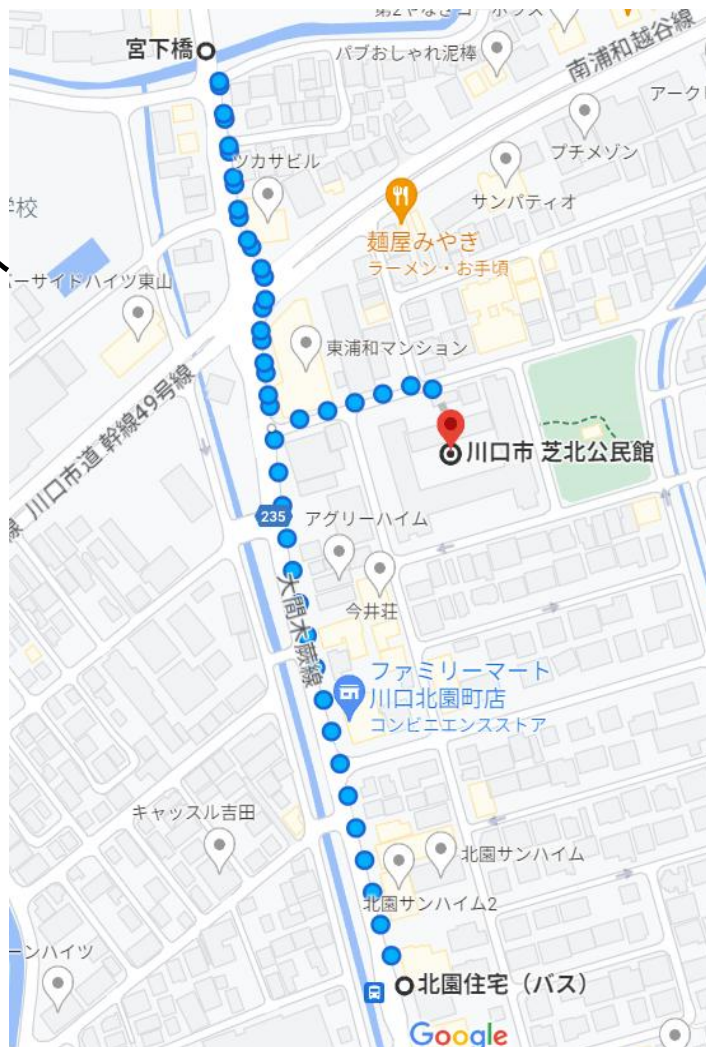 宮下橋
パブおしゃれ泥棒
南浦和越谷線
アーク
プチメゾン
ツカサビル
サンパティオ
学校
麺屋みやぎ
ラーメン・お手頃
ーサイドハイツ東山
東浦和マンション
線 川口市道 幹線49号線
川口市 芝北公民館
235
アグリーハイム
大間木蕨線
今井荘
ファミリーマート
川口北園町店
コンビニエンスストア
キャッスル吉田
北園サンハイム
北園サンハイム2
ーンハイツ
北園住宅（バス）
Google